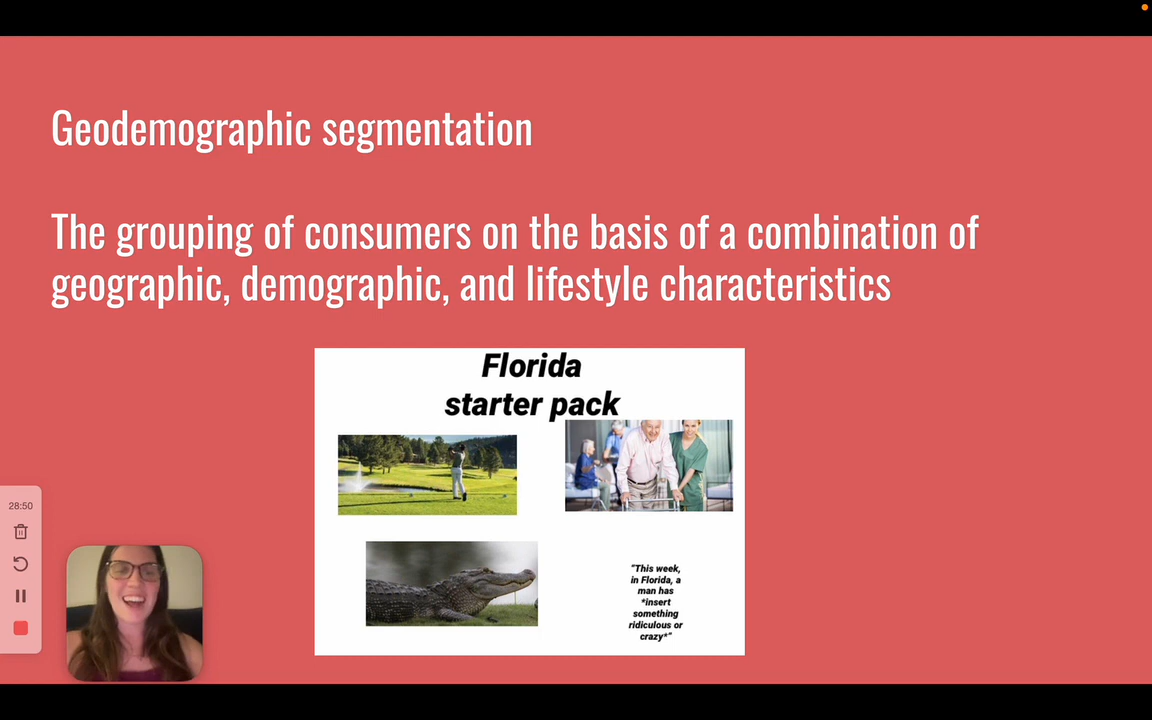 Geodemographic segmentation
The grouping of consumers on the basis of a combination of
geographic, demographic, and lifestyle characteristics
Florida
starter pack
"This week,
in Florida, a
man has
*insert
something
ridiculous or
crazy*"
28:50